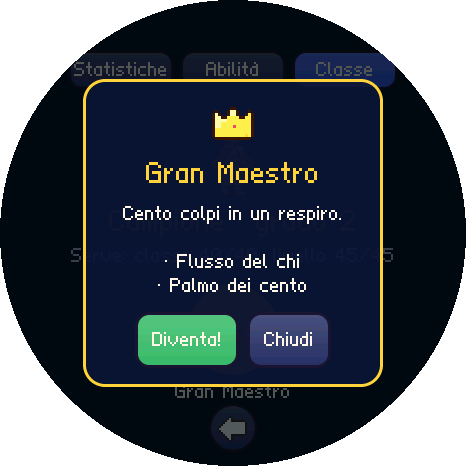 Statistiche Abilità Classe
Gran Maestro
Cento colpi in un respiro.
· Flusso del chi
· Palmo dei cento
Diventa! Chiudi
Gran Maestro